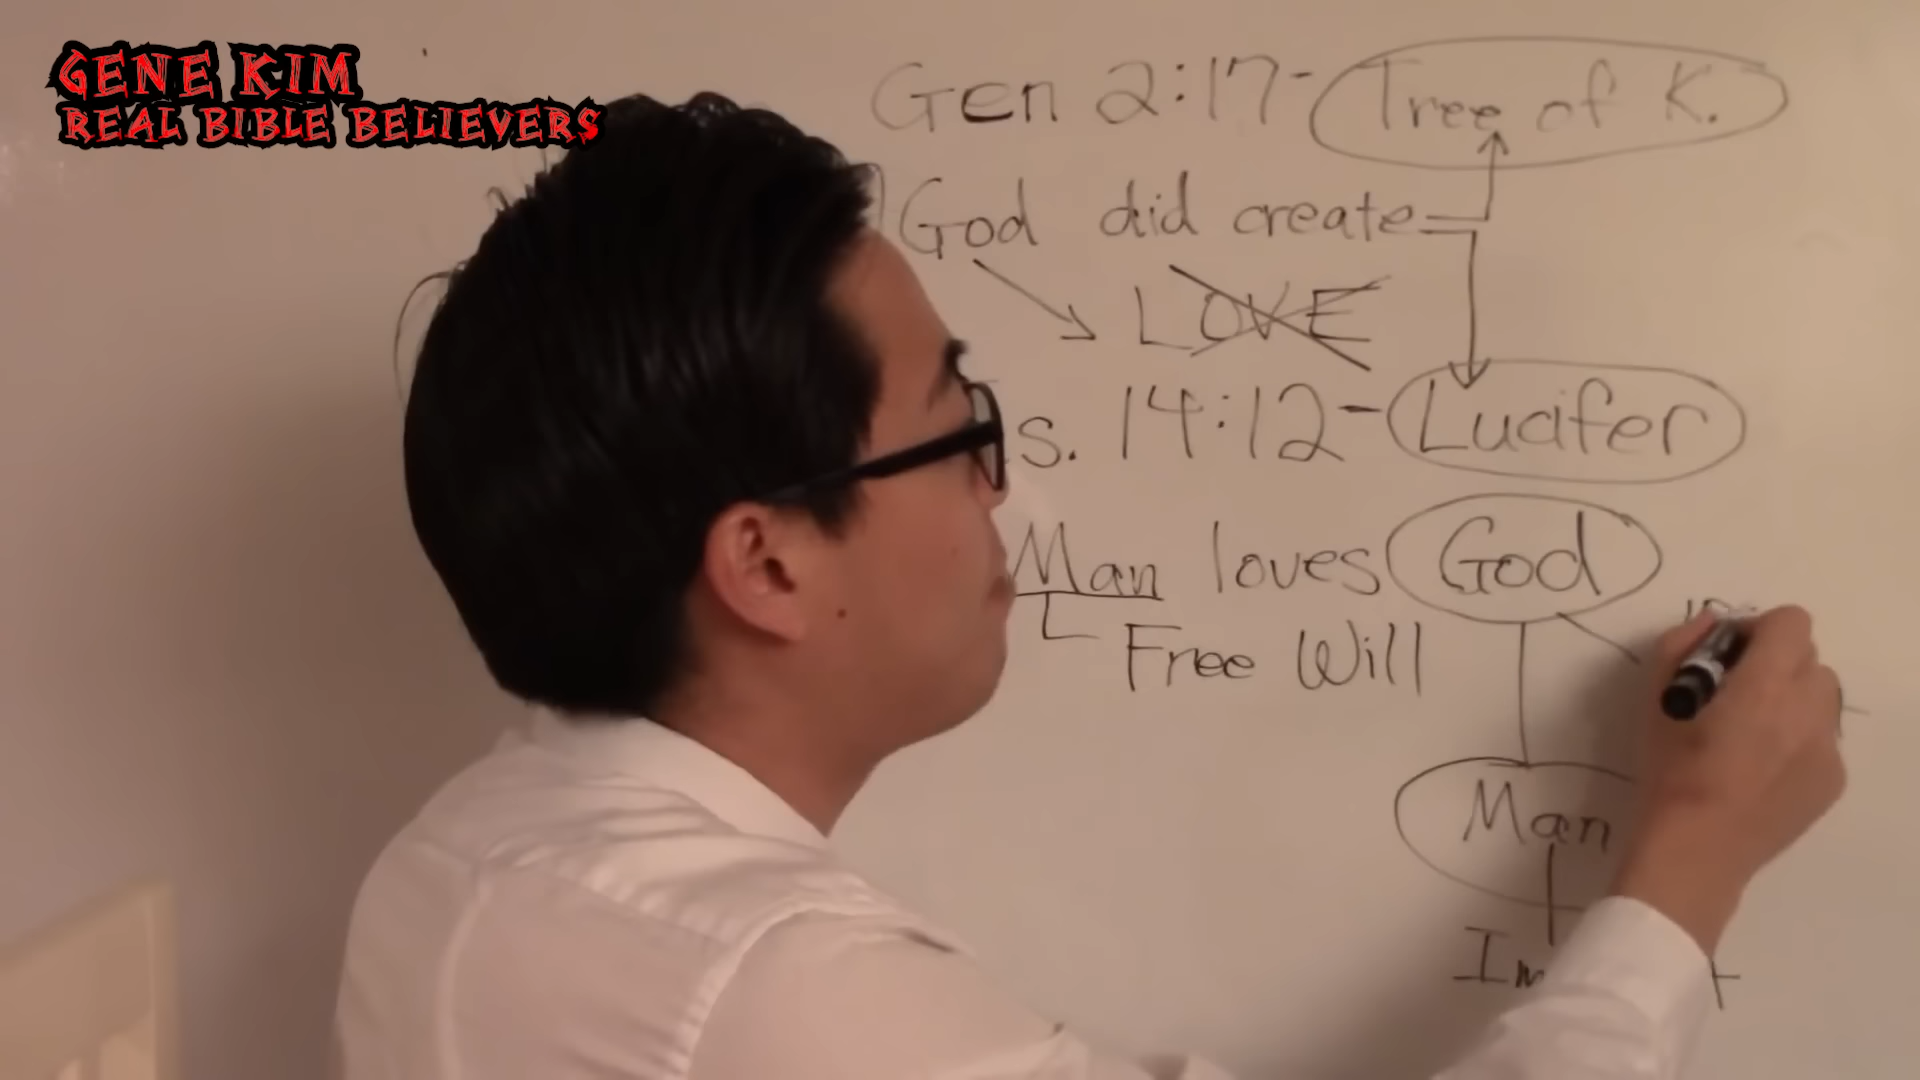 GENE KIM
REAL BIBLE BELIEVERS
Gen 2:17- Tree of K.
God did create
LOVE
s. 14:12- Lucifer
Man loves God
Free Will
Man